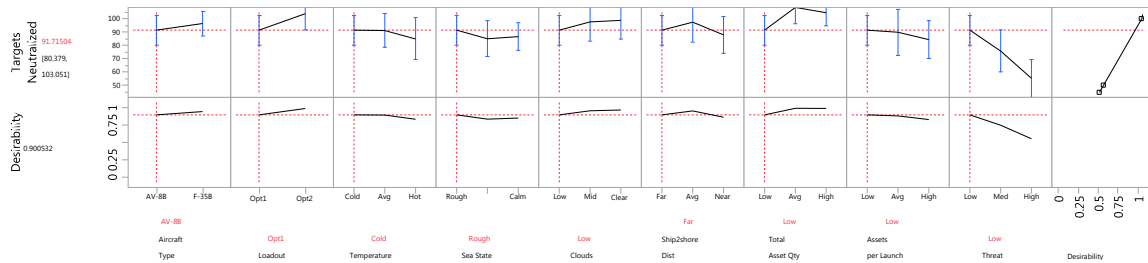 Targets
Neutralized
91.71504
[80.379,
103.051]
100
90
80
70
60
50
Desirability
0.900532
0 0.25 0.75 1
AV-8B F-35B Opt1 Opt2 Cold Avg Hot Rough Calm Low Mid Clear Far Avg Near Low Avg High Low Avg High Low Med High 0 0.25 0.5 0.75 1
AV-8B Far Low Low
Aircraft Opt1 Cold Rough Low Ship2shore Total Assets Low
Type Loadout Temperature Sea State Clouds Dist Asset Qty per Launch Threat Desirability